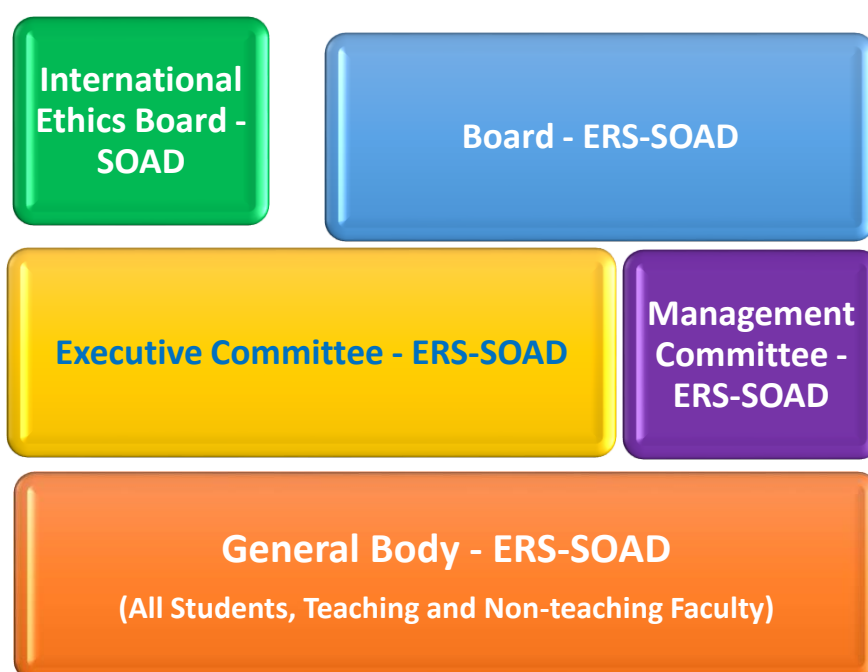 International
Ethics Board -
SOAD
Board - ERS-SOAD
Executive Committee - ERS-SOAD
Management
Committee -
ERS-SOAD
General Body - ERS-SOAD
(All Students, Teaching and Non-teaching Faculty)